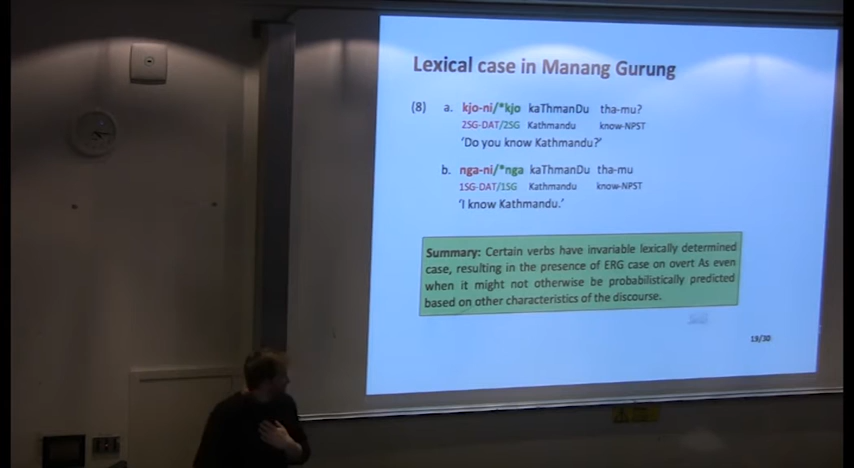 Lexical case in Manang Gurung
(8) a. kjo-ni/*kjo kaThmanDu tha-mu?
2SG-DAT/2SG Kathmandu know-NPST
'Do you know Kathmandu?'
b. nga-ni/*nga kaThmanDu tha-mu
1SG-DAT/1SG Kathmandu know-NPST
'I know Kathmandu.'
Summary: Certain verbs have invariable lexically determined
case, resulting in the presence of ERG case on overt As even
when it might not otherwise be probabilistically predicted
based on other characteristics of the discourse.
19/30